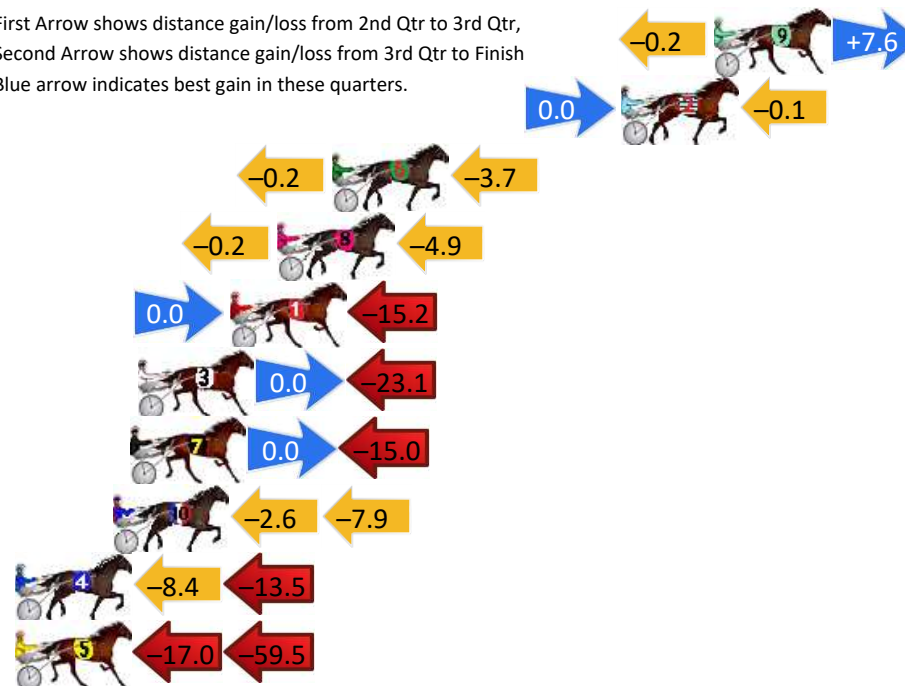 First Arrow shows distance gain/loss from 2nd Qtr to 3rd Qtr,
Second Arrow shows distance gain/loss from 3rd Qtr to Finish
Blue arrow indicates best gain in these quarters.
–0.2 9 +7.6
0.0 2 –0.1
–0.2 –3.7
–0.2 8 –4.9
0.0 1 –15.2
3 0.0 –23.1
7 0.0 –15.0
10 –2.6 –7.9
4 –8.4 –13.5
5 –17.0 –59.5